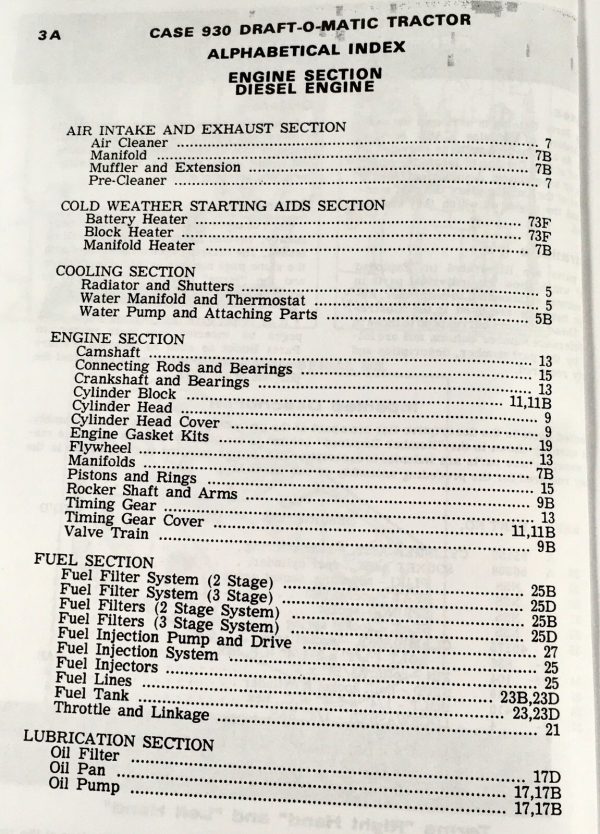 3A
CASE 930 DRAFT-O-MATIC TRACTOR
ALPHABETICAL INDEX
ENGINE SECTION
DIESEL ENGINE
AIR INTAKE AND EXHAUST SECTION
Air Cleaner ........ 7
Manifold ........ 7B
Muffler and Extension ........ 7B
Pre-Cleaner ........ 7
COLD WEATHER STARTING AIDS SECTION
Battery Heater ........ 73F
Block Heater ........ 73F
Manifold Heater ........ 7B
COOLING SECTION
Radiator and Shutters ........ 5
Water Manifold and Thermostat ........ 5
Water Pump and Attaching Parts ........ 5B
ENGINE SECTION
Camshaft ........ 13
Connecting Rods and Bearings ........ 15
Crankshaft and Bearings ........ 13
Cylinder Block ........ 11,11B
Cylinder Head ........ 9
Cylinder Head Cover ........ 9
Engine Gasket Kits ........ 19
Flywheel ........ 13
Manifolds ........ 7B
Pistons and Rings ........ 15
Rocker Shaft and Arms ........ 9B
Timing Gear ........ 13
Timing Gear Cover ........ 11,11B
Valve Train ........ 9B
FUEL SECTION
Fuel Filter System (2 Stage) ........ 25B
Fuel Filter System (3 Stage) ........ 25D
Fuel Filters (2 Stage System) ........ 25B
Fuel Filters (3 Stage System) ........ 25D
Fuel Injection Pump and Drive ........ 27
Fuel Injection System ........ 25
Fuel Injectors ........ 25
Fuel Lines ........ 23B,23D
Fuel Tank ........ 23,23D
Throttle and Linkage ........ 21
LUBRICATION SECTION
Oil Filter ........ 17D
Oil Pan ........ 17,17B
Oil Pump ........ 17,17B